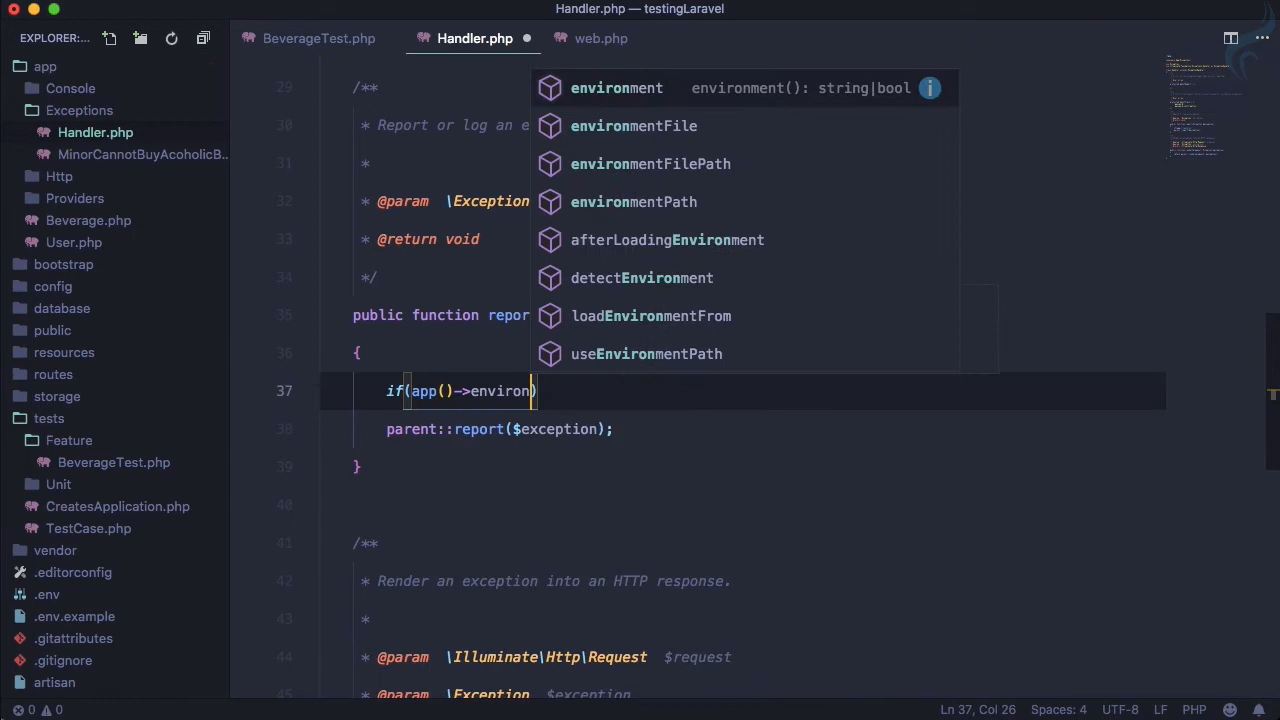 Handler.php — testingLaravel
EXPLORER:...
BeverageTest.php
Handler.php
web.php
app
Console
Exceptions
Handler.php
MinorCannotBuyAcoholicB...
Http
Providers
Beverage.php
User.php
bootstrap
config
database
public
resources
routes
storage
tests
Feature
BeverageTest.php
Unit
CreatesApplication.php
TestCase.php
vendor
.editorconfig
.env
.env.example
.gitattributes
.gitignore
artisan
29 /**
30 * Report or log an e
31 *
32 * @param \Exception
33 * @return void
34 */
35 public function repor
36 {
37 if(app()->environ)
38 parent::report($exception);
39 }
40
41 /**
42 * Render an exception into an HTTP response.
43 *
44 * @param \Illuminate\Http\Request $request
45 * @param \Exception $exception
environment environment(): string|bool
environmentFile
environmentFilePath
environmentPath
afterLoadingEnvironment
detectEnvironment
loadEnvironmentFrom
useEnvironmentPath
0 0
Ln 37, Col 26 Spaces: 4 UTF-8 LF PHP